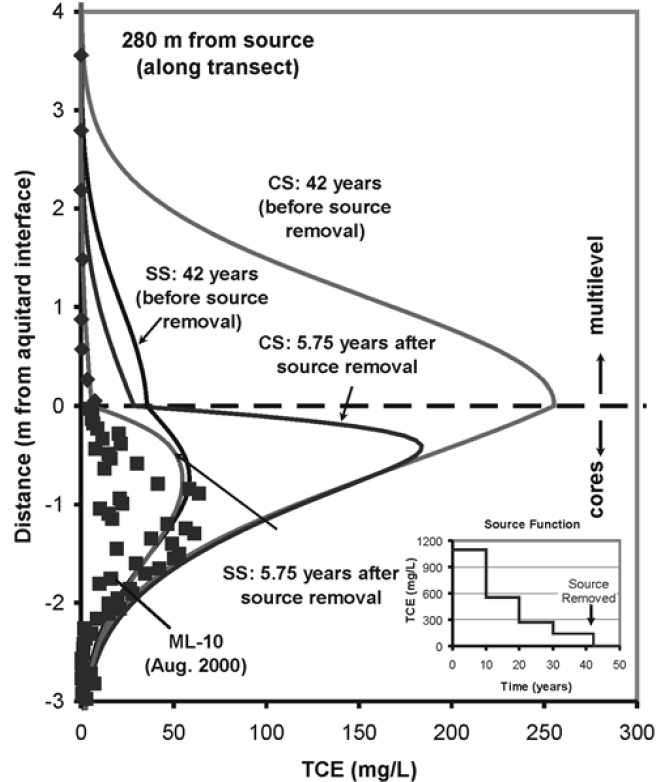 4
3
2
1
0
-1
-2
-3
Distance (m from aquitard interface)
280 m from source
(along transect)
CS: 42 years
(before source
removal)
SS: 42 years
(before source
removal)
CS: 5.75 years after
source removal
multilevel
cores
SS: 5.75 years after
source removal
ML-10
(Aug. 2000)
Source Function
TCE (mg/L)
1200
900
600
300
0
Source
Removed
0 10 20 30 40 50
Time (years)
0 50 100 150 200 250 300
TCE (mg/L)